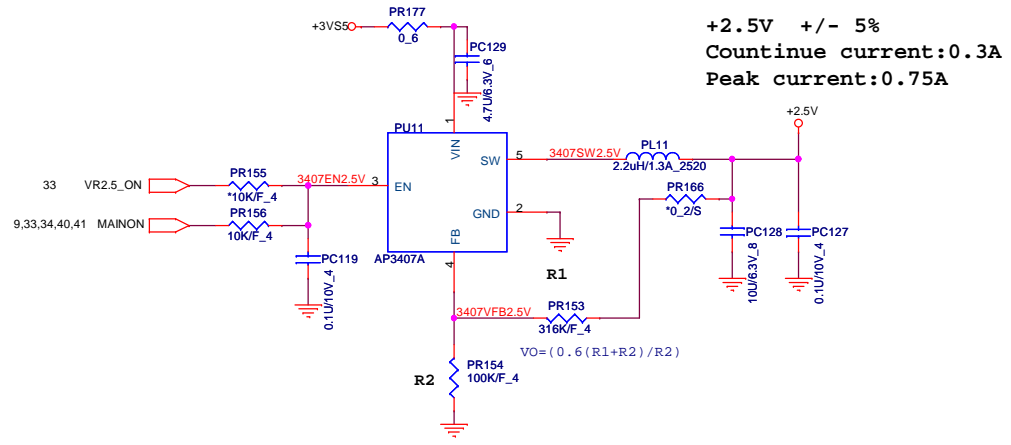 PR177
+3VS5
0_6
PC129
4.7U/6.3V_6
+2.5V +/- 5%
Countinue current:0.3A
Peak current:0.75A
+2.5V
PU11
1
VIN
SW
5
3407SW2.5V
PL11
2.2uH/1.3A_2520
33
VR2.5_ON
PR155
*10K/F_4
3407EN2.5V
3
EN
PR166
*0_2/S
9,33,34,40,41
MAINON
PR156
10K/F_4
GND
2
PC128
10U/6.3V_8
PC127
0.1U/10V_4
PC119
0.1U/10V_4
FB
AP3407A
4
R1
3407VFB2.5V
PR153
316K/F_4
VO=(0.6(R1+R2)/R2)
R2
PR154
100K/F_4